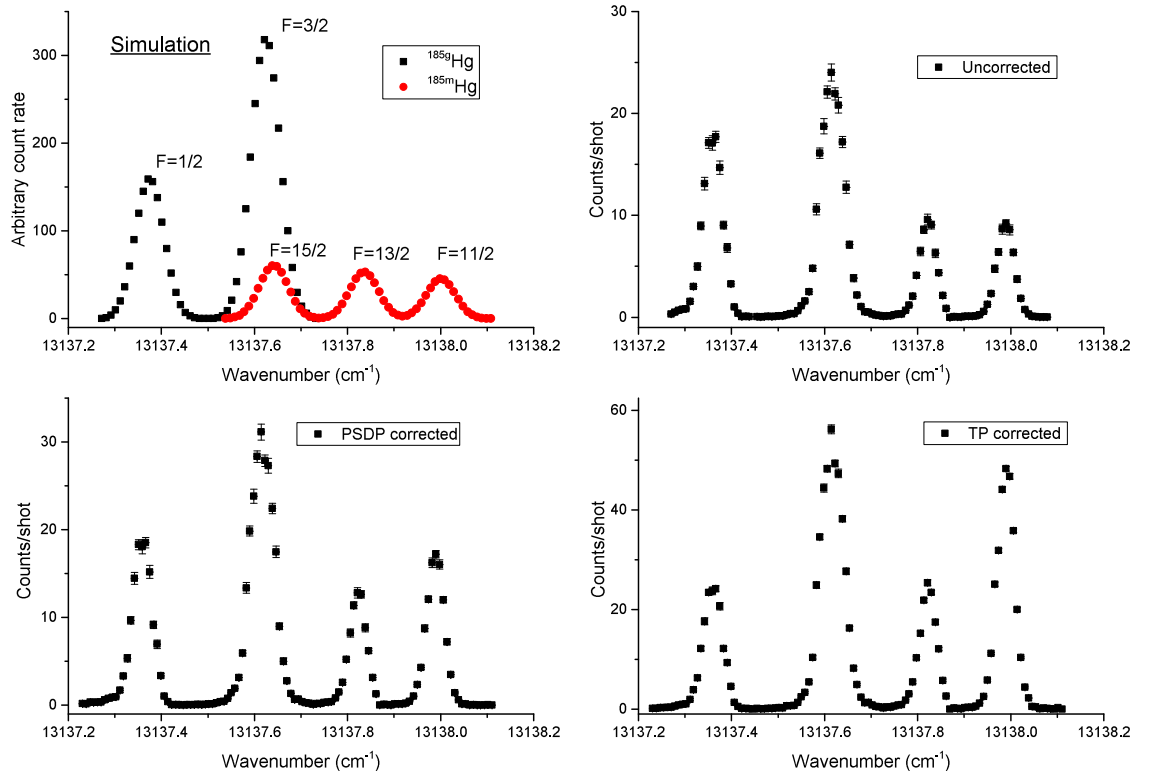 Simulation
F=3/2
F=1/2
F=15/2
F=13/2
F=11/2
185gHg
185mHg
Arbitrary count rate
300
200
100
0
13137.2 13137.4 13137.6 13137.8 13138.0 13138.2
Wavenumber (cm-1)
Uncorrected
Counts/shot
30
20
10
0
13137.2 13137.4 13137.6 13137.8 13138.0 13138.2
Wavenumber (cm-1)
PSDP corrected
Counts/shot
30
20
10
0
13137.2 13137.4 13137.6 13137.8 13138.0 13138.2
Wavenumber (cm-1)
TP corrected
Counts/shot
60
40
20
0
13137.2 13137.4 13137.6 13137.8 13138.0 13138.2
Wavenumber (cm-1)